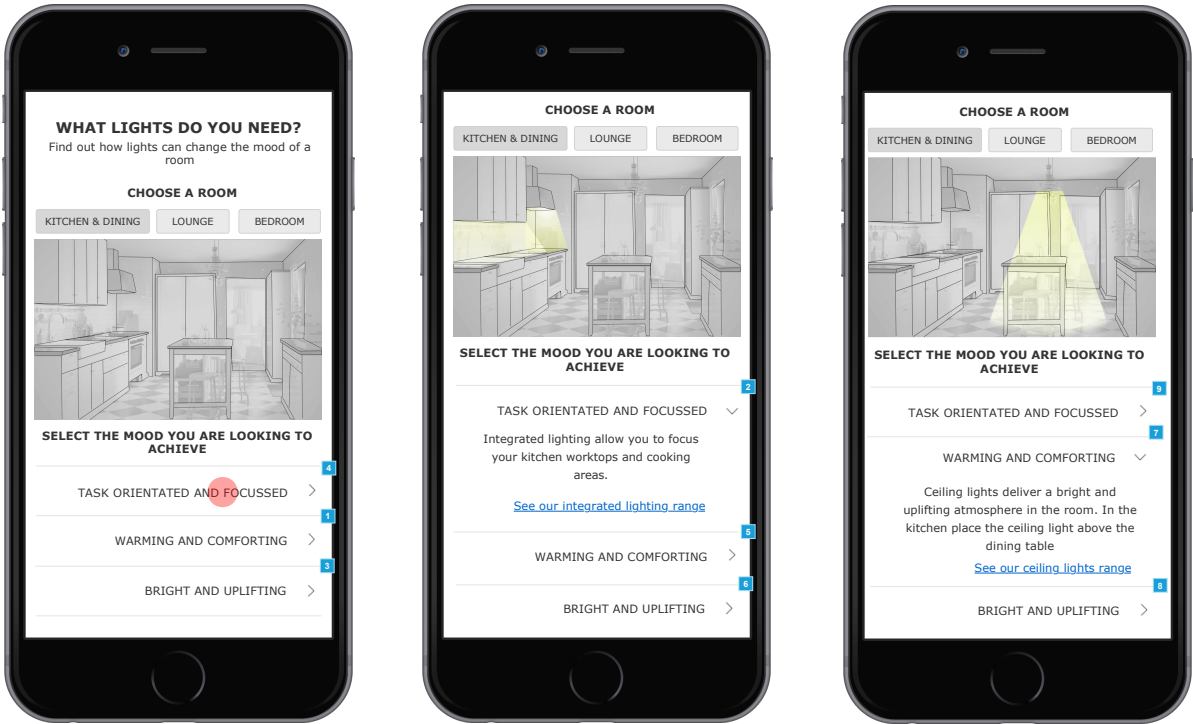 WHAT LIGHTS DO YOU NEED?
Find out how lights can change the mood of a
room
CHOOSE A ROOM
KITCHEN & DINING
LOUNGE
BEDROOM
SELECT THE MOOD YOU ARE LOOKING TO
ACHIEVE
4
TASK ORIENTATED AND FOCUSSED
1
WARMING AND COMFORTING
3
BRIGHT AND UPLIFTING
CHOOSE A ROOM
KITCHEN & DINING
LOUNGE
BEDROOM
SELECT THE MOOD YOU ARE LOOKING TO
ACHIEVE
2
TASK ORIENTATED AND FOCUSSED
Integrated lighting allow you to focus
your kitchen worktops and cooking
areas.
See our integrated lighting range
5
WARMING AND COMFORTING
6
BRIGHT AND UPLIFTING
CHOOSE A ROOM
KITCHEN & DINING
LOUNGE
BEDROOM
SELECT THE MOOD YOU ARE LOOKING TO
ACHIEVE
9
TASK ORIENTATED AND FOCUSSED
7
WARMING AND COMFORTING
Ceiling lights deliver a bright and
uplifting atmosphere in the room. In the
kitchen place the ceiling light above the
dining table
See our ceiling lights range
8
BRIGHT AND UPLIFTING